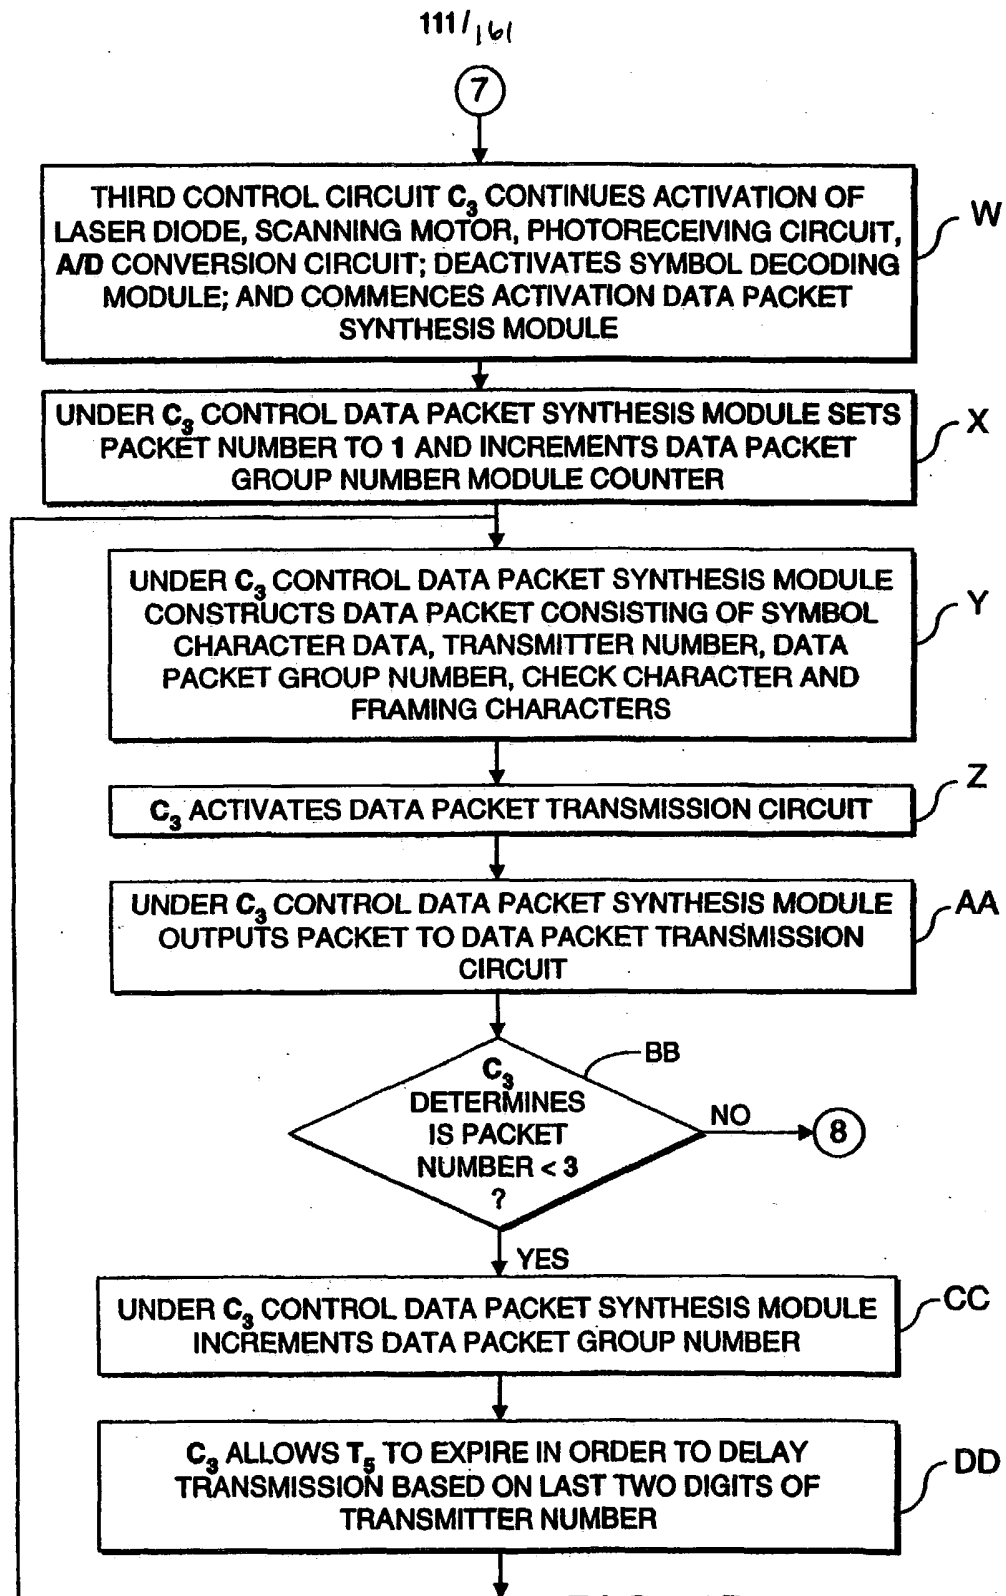 111/161
7
THIRD CONTROL CIRCUIT C3 CONTINUES ACTIVATION OF
LASER DIODE, SCANNING MOTOR, PHOTORECEIVING CIRCUIT,
A/D CONVERSION CIRCUIT; DEACTIVATES SYMBOL DECODING
MODULE; AND COMMENCES ACTIVATION DATA PACKET
SYNTHESIS MODULE
W
UNDER C3 CONTROL DATA PACKET SYNTHESIS MODULE SETS
PACKET NUMBER TO 1 AND INCREMENTS DATA PACKET
GROUP NUMBER MODULE COUNTER
X
UNDER C3 CONTROL DATA PACKET SYNTHESIS MODULE
CONSTRUCTS DATA PACKET CONSISTING OF SYMBOL
CHARACTER DATA, TRANSMITTER NUMBER, DATA
PACKET GROUP NUMBER, CHECK CHARACTER AND
FRAMING CHARACTERS
Y
C3 ACTIVATES DATA PACKET TRANSMISSION CIRCUIT
Z
UNDER C3 CONTROL DATA PACKET SYNTHESIS MODULE
OUTPUTS PACKET TO DATA PACKET TRANSMISSION
CIRCUIT
AA
C3
DETERMINES
IS PACKET
NUMBER < 3
?
BB
NO
8
YES
UNDER C3 CONTROL DATA PACKET SYNTHESIS MODULE
INCREMENTS DATA PACKET GROUP NUMBER
CC
C3 ALLOWS T5 TO EXPIRE IN ORDER TO DELAY
TRANSMISSION BASED ON LAST TWO DIGITS OF
TRANSMITTER NUMBER
DD